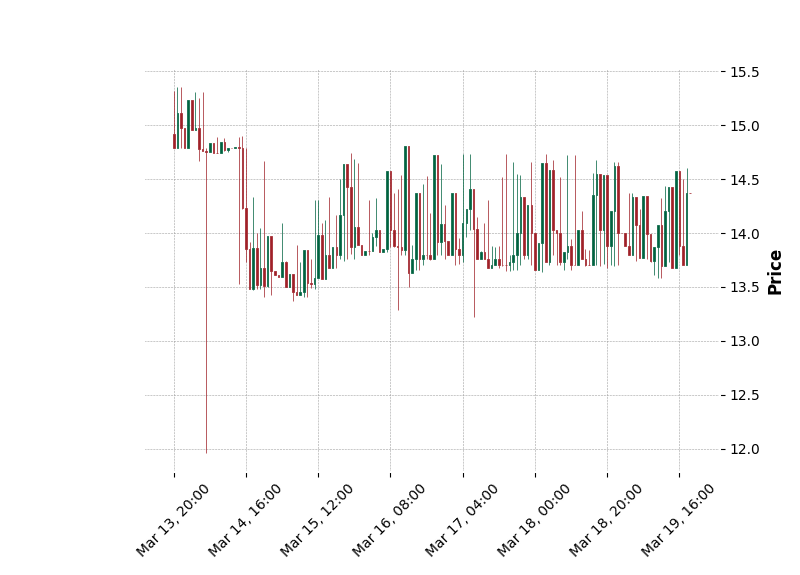 15.5
15.0
14.5
14.0
13.5
13.0
12.5
12.0
Price
Mar 13, 20:00
Mar 14, 16:00
Mar 15, 12:00
Mar 16, 08:00
Mar 17, 04:00
Mar 18, 00:00
Mar 18, 20:00
Mar 19, 16:00